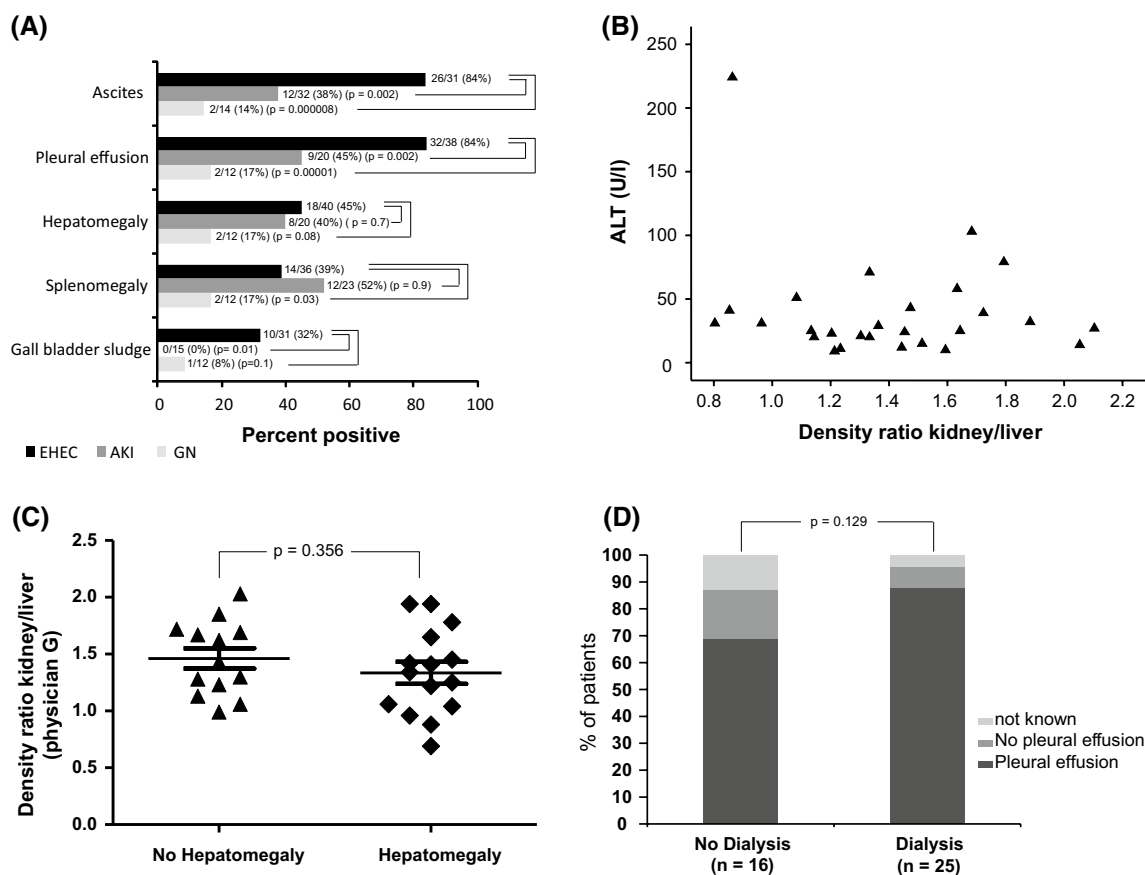 (A)
Ascites
26/31 (84%)
12/32 (38%) (p = 0.002)
2/14 (14%) (p = 0.000008)
Pleural effusion
32/38 (84%)
9/20 (45%) (p = 0.002)
2/12 (17%) (p = 0.00001)
Hepatomegaly
18/40 (45%)
8/20 (40%) ( p = 0.7)
2/12 (17%) (p = 0.08)
Splenomegaly
14/36 (39%)
12/23 (52%) (p = 0.9)
2/12 (17%) (p = 0.03)
Gall bladder sludge
10/31 (32%)
0/15 (0%) (p= 0.01)
1/12 (8%) (p=0.1)
0 20 40 60 80 100
Percent positive
EHEC AKI GN
(B)
ALT (U/l)
250
200
150
100
50
0
0.8 1.0 1.2 1.4 1.6 1.8 2.0 2.2
Density ratio kidney/liver
(C)
Density ratio kidney/liver
(physician G)
2.5
2.0
1.5
1.0
0.5
0.0
p = 0.356
No Hepatomegaly Hepatomegaly
(D)
p = 0.129
% of patients
100
90
80
70
60
50
40
30
20
10
0
not known
No pleural effusion
Pleural effusion
No Dialysis Dialysis
(n = 16) (n = 25)